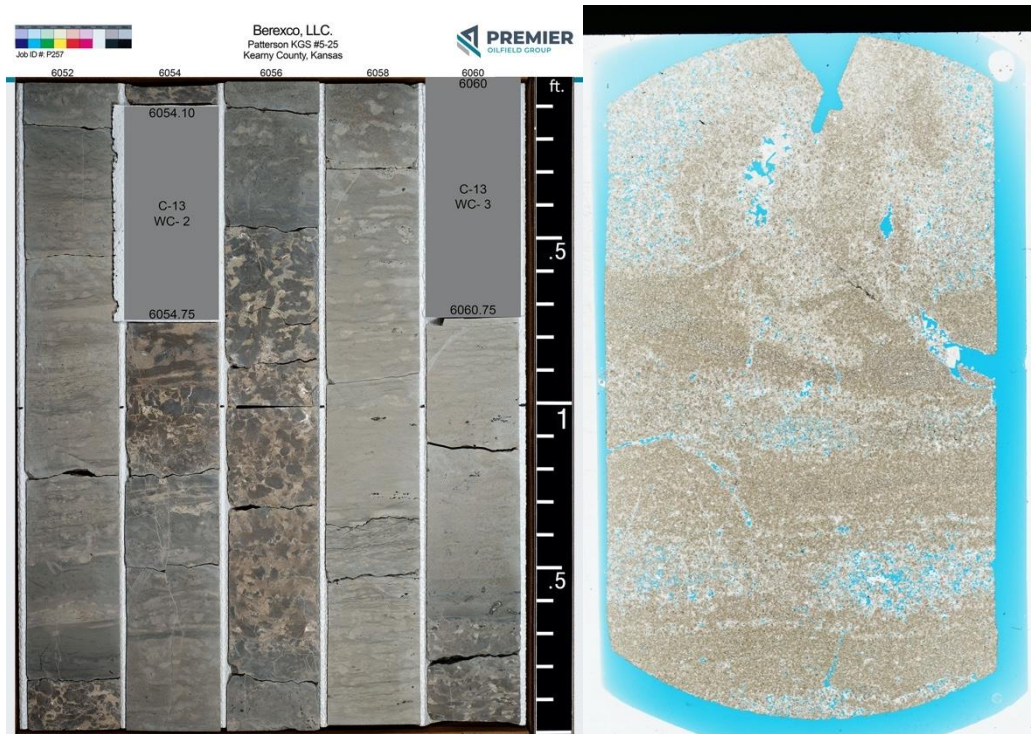 Job ID #: P257
Berexco, LLC.
Patterson KGS #5-25
Kearny County, Kansas
PREMIER
OILFIELD GROUP
6052
6054
6056
6058
6060
6060
ft.
6054.10
C-13
WC- 2
6054.75
C-13
WC- 3
6060.75
.5
1
.5